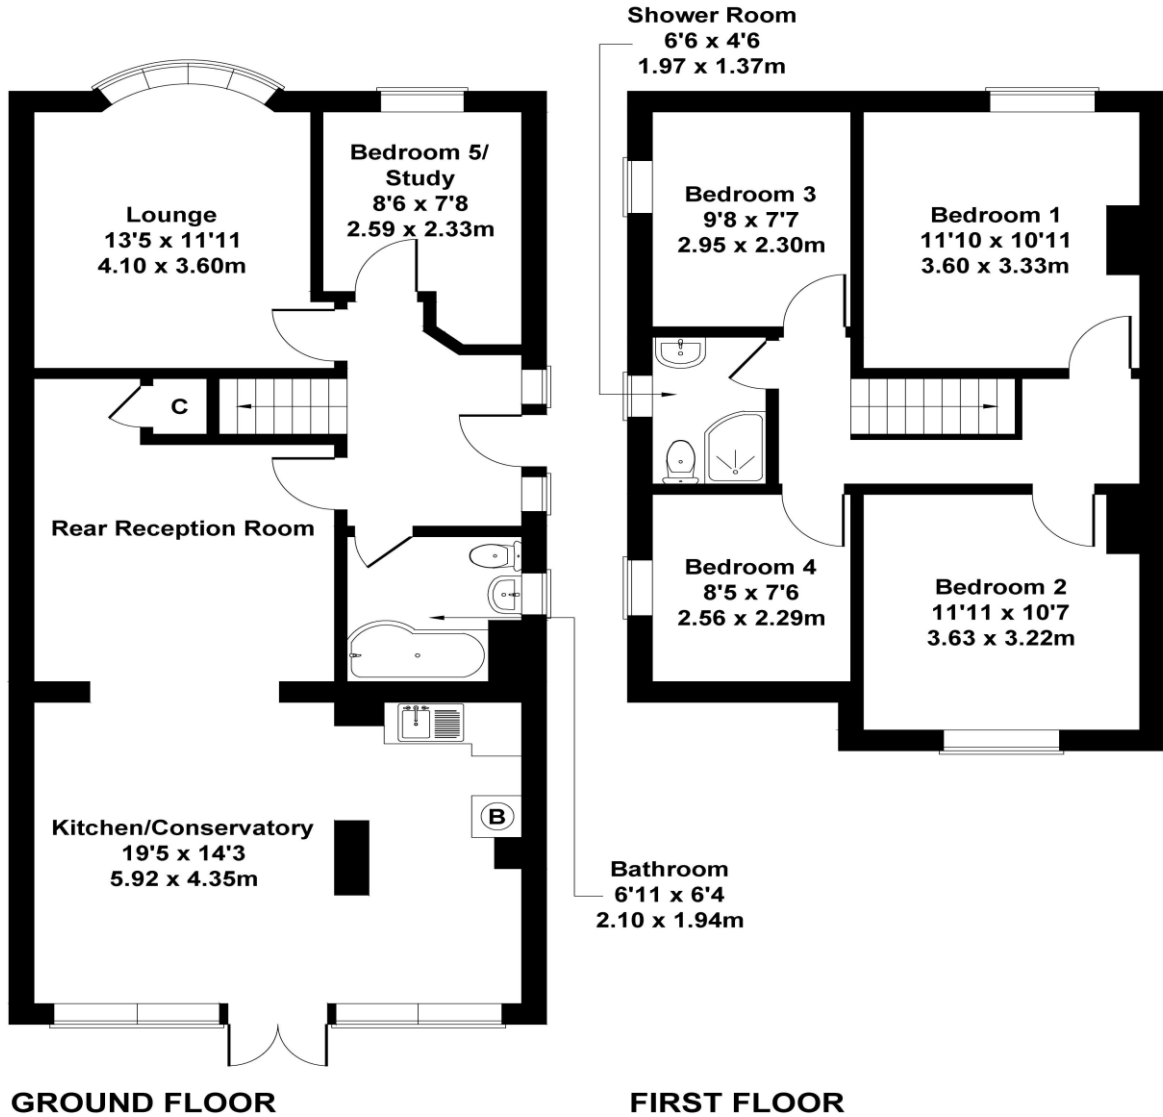 Shower Room
6'6 x 4'6
1.97 x 1.37m
Bedroom 5/
Study
8'6 x 7'8
2.59 x 2.33m
Lounge
13'5 x 11'11
4.10 x 3.60m
Bedroom 3
9'8 x 7'7
2.95 x 2.30m
Bedroom 1
11'10 x 10'11
3.60 x 3.33m
C
Rear Reception Room
Bedroom 4
8'5 x 7'6
2.56 x 2.29m
Bedroom 2
11'11 x 10'7
3.63 x 3.22m
Kitchen/Conservatory
19'5 x 14'3
5.92 x 4.35m
B
Bathroom
6'11 x 6'4
2.10 x 1.94m
GROUND FLOOR
FIRST FLOOR